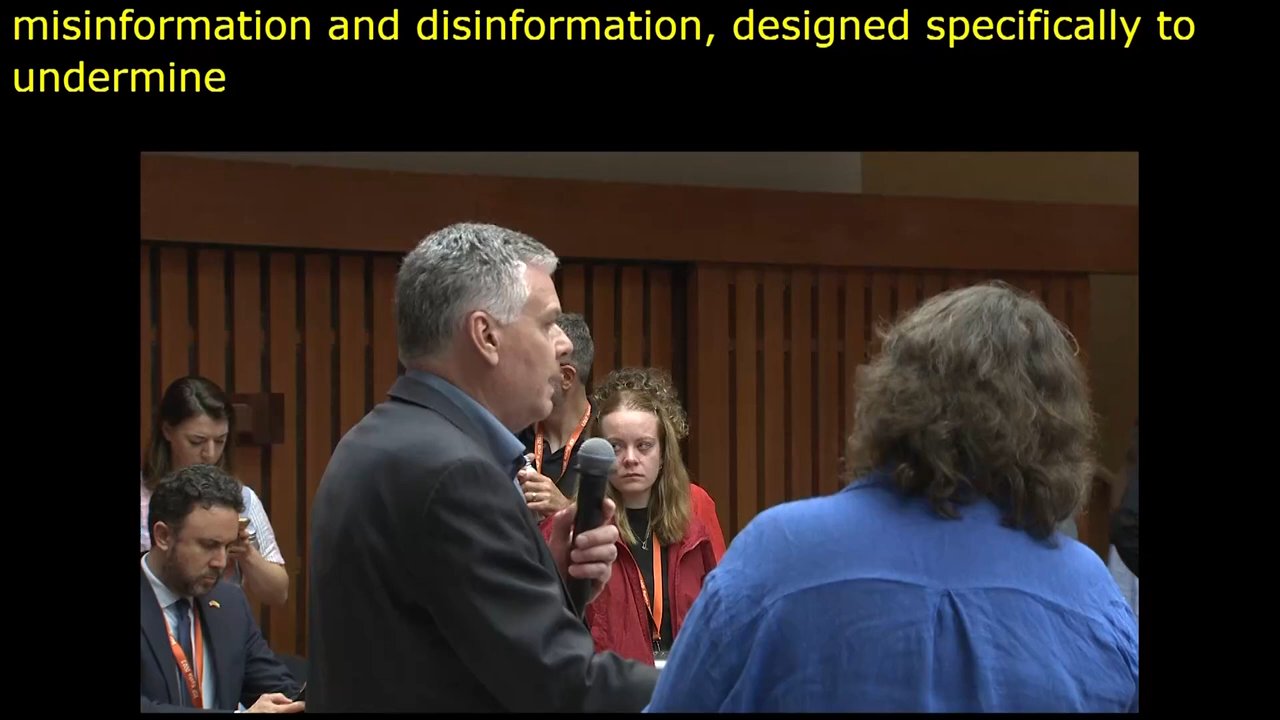 misinformation and disinformation, designed specifically to
undermine